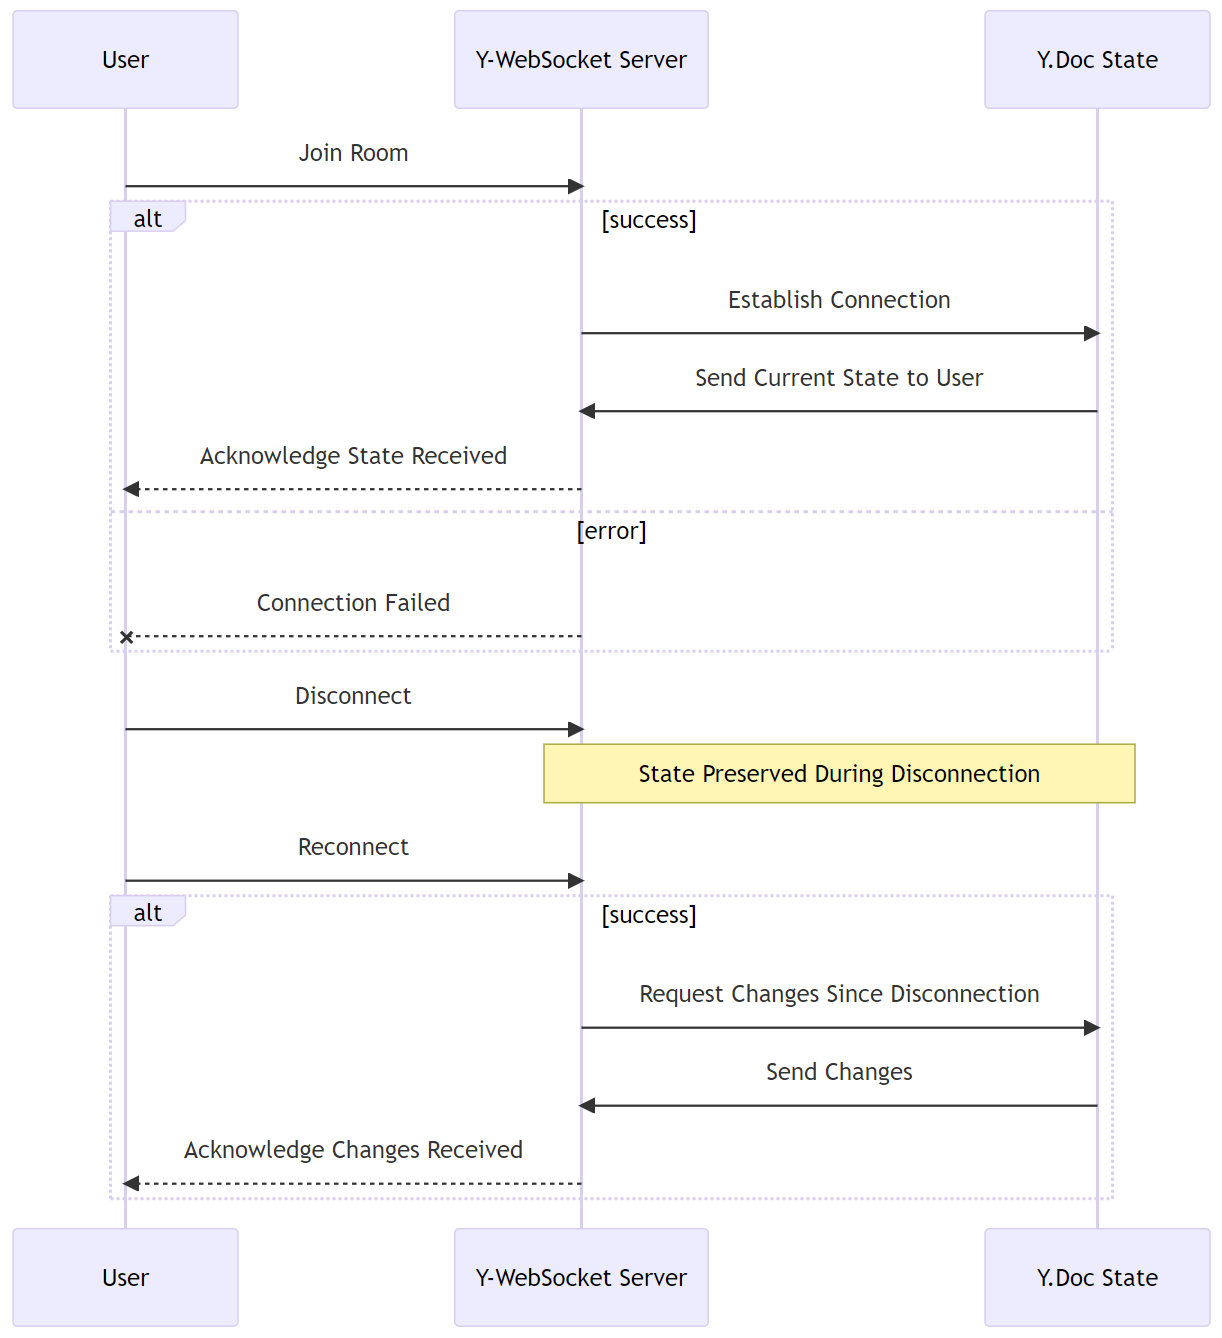 User
Y-WebSocket Server
Y.Doc State
Join Room
alt
[success]
Establish Connection
Send Current State to User
Acknowledge State Received
[error]
Connection Failed
Disconnect
State Preserved During Disconnection
Reconnect
alt
[success]
Request Changes Since Disconnection
Send Changes
Acknowledge Changes Received
User
Y-WebSocket Server
Y.Doc State